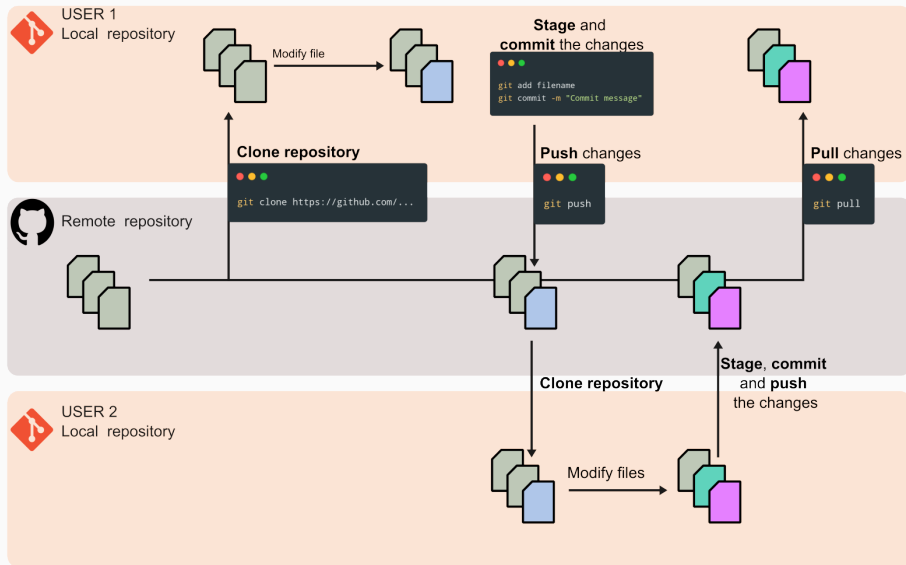 USER 1
Local repository
Modify file
Stage and
commit the changes
git add filename
git commit -m "Commit message"
Clone repository
git clone https://github.com/...
Push changes
git push
Pull changes
git pull
Remote repository
Clone repository
Stage, commit
and push
the changes
USER 2
Local repository
Modify files